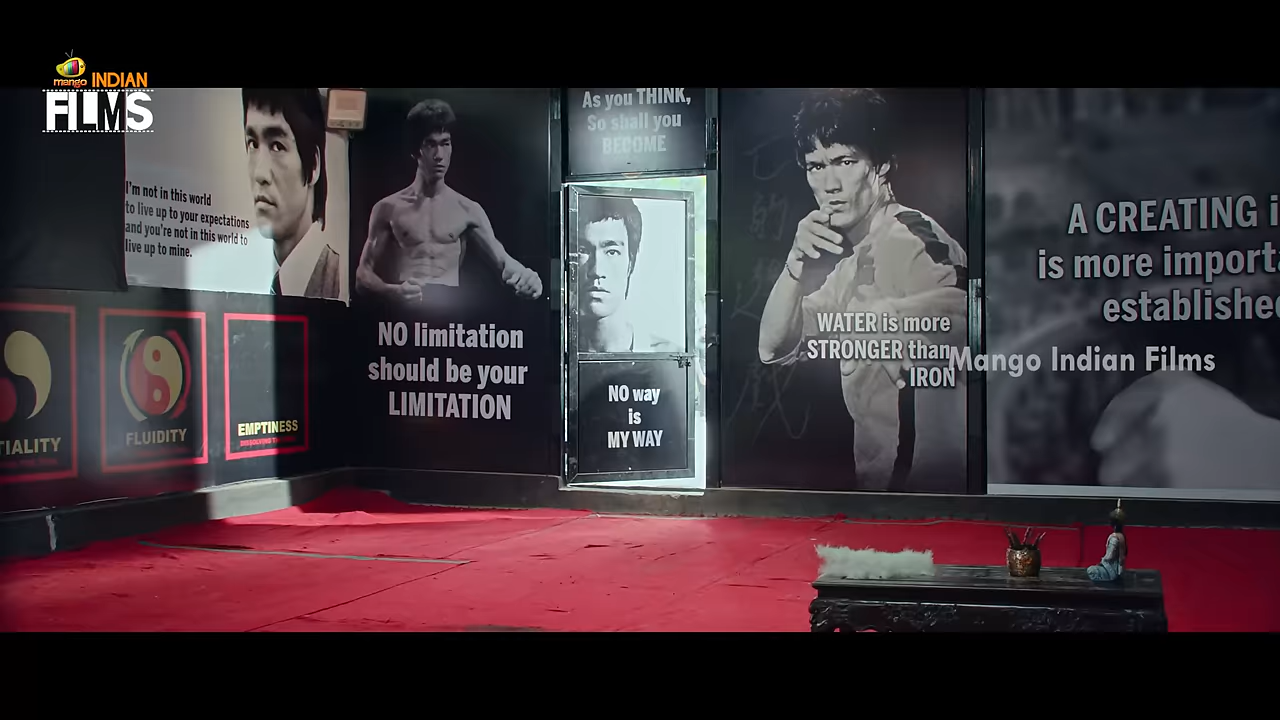 mango INDIAN
FILMS
I'm not in this world
to live up to your expectations
and you're not in this world to
live up to mine.
TIALITY
FLUIDITY
EMPTINESS
NO limitation
should be your
LIMITATION
As you THINK,
So shall you
BECOME
NO way
is
MY WAY
WATER is more
STRONGER than
IRON
A CREATING i
is more importa
established
Mango Indian Films